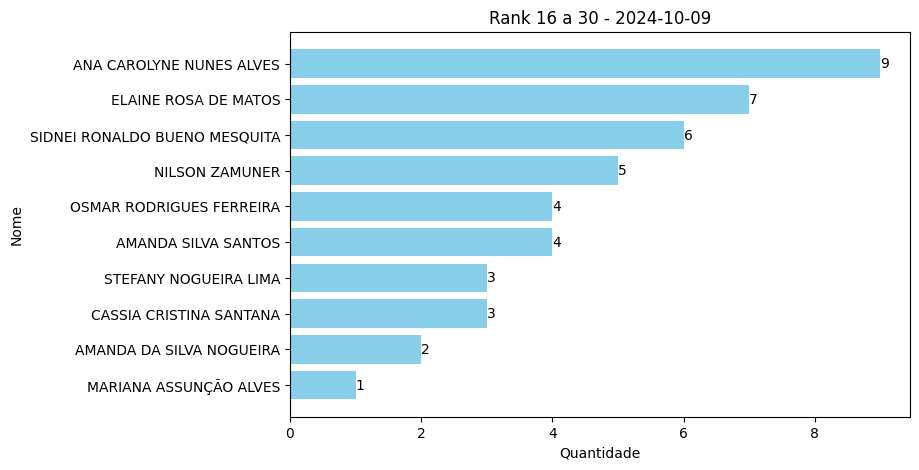 Rank 16 a 30 - 2024-10-09
ANA CAROLYNE NUNES ALVES 9
ELAINE ROSA DE MATOS 7
SIDNEI RONALDO BUENO MESQUITA 6
NILSON ZAMUNER 5
OSMAR RODRIGUES FERREIRA 4
AMANDA SILVA SANTOS 4
STEFANY NOGUEIRA LIMA 3
CASSIA CRISTINA SANTANA 3
AMANDA DA SILVA NOGUEIRA 2
MARIANA ASSUNÇÃO ALVES 1
Nome
0 2 4 6 8
Quantidade